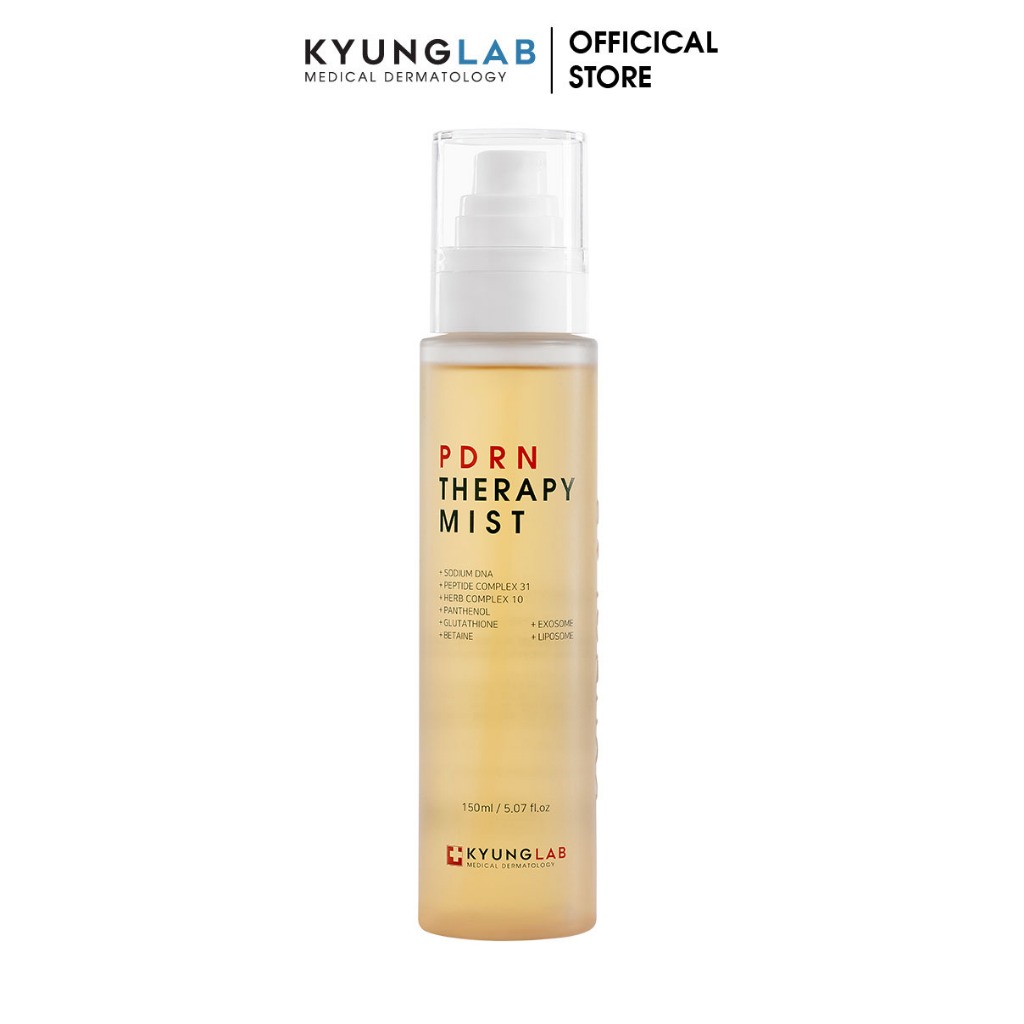 KYUNGLAB
MEDICAL DERMATOLOGY
OFFICICAL
STORE
PDRN
THERAPY
MIST
+SODIUM DNA
+PEPTIDE COMPLEX 31
+HERB COMPLEX 10
+PANTHENOL
+GLUTATHIONE +EXOSOME
+BETAINE +LIPOSOME
150ml / 5.07 fl.oz
KYUNGLAB
MEDICAL DERMATOLOGY